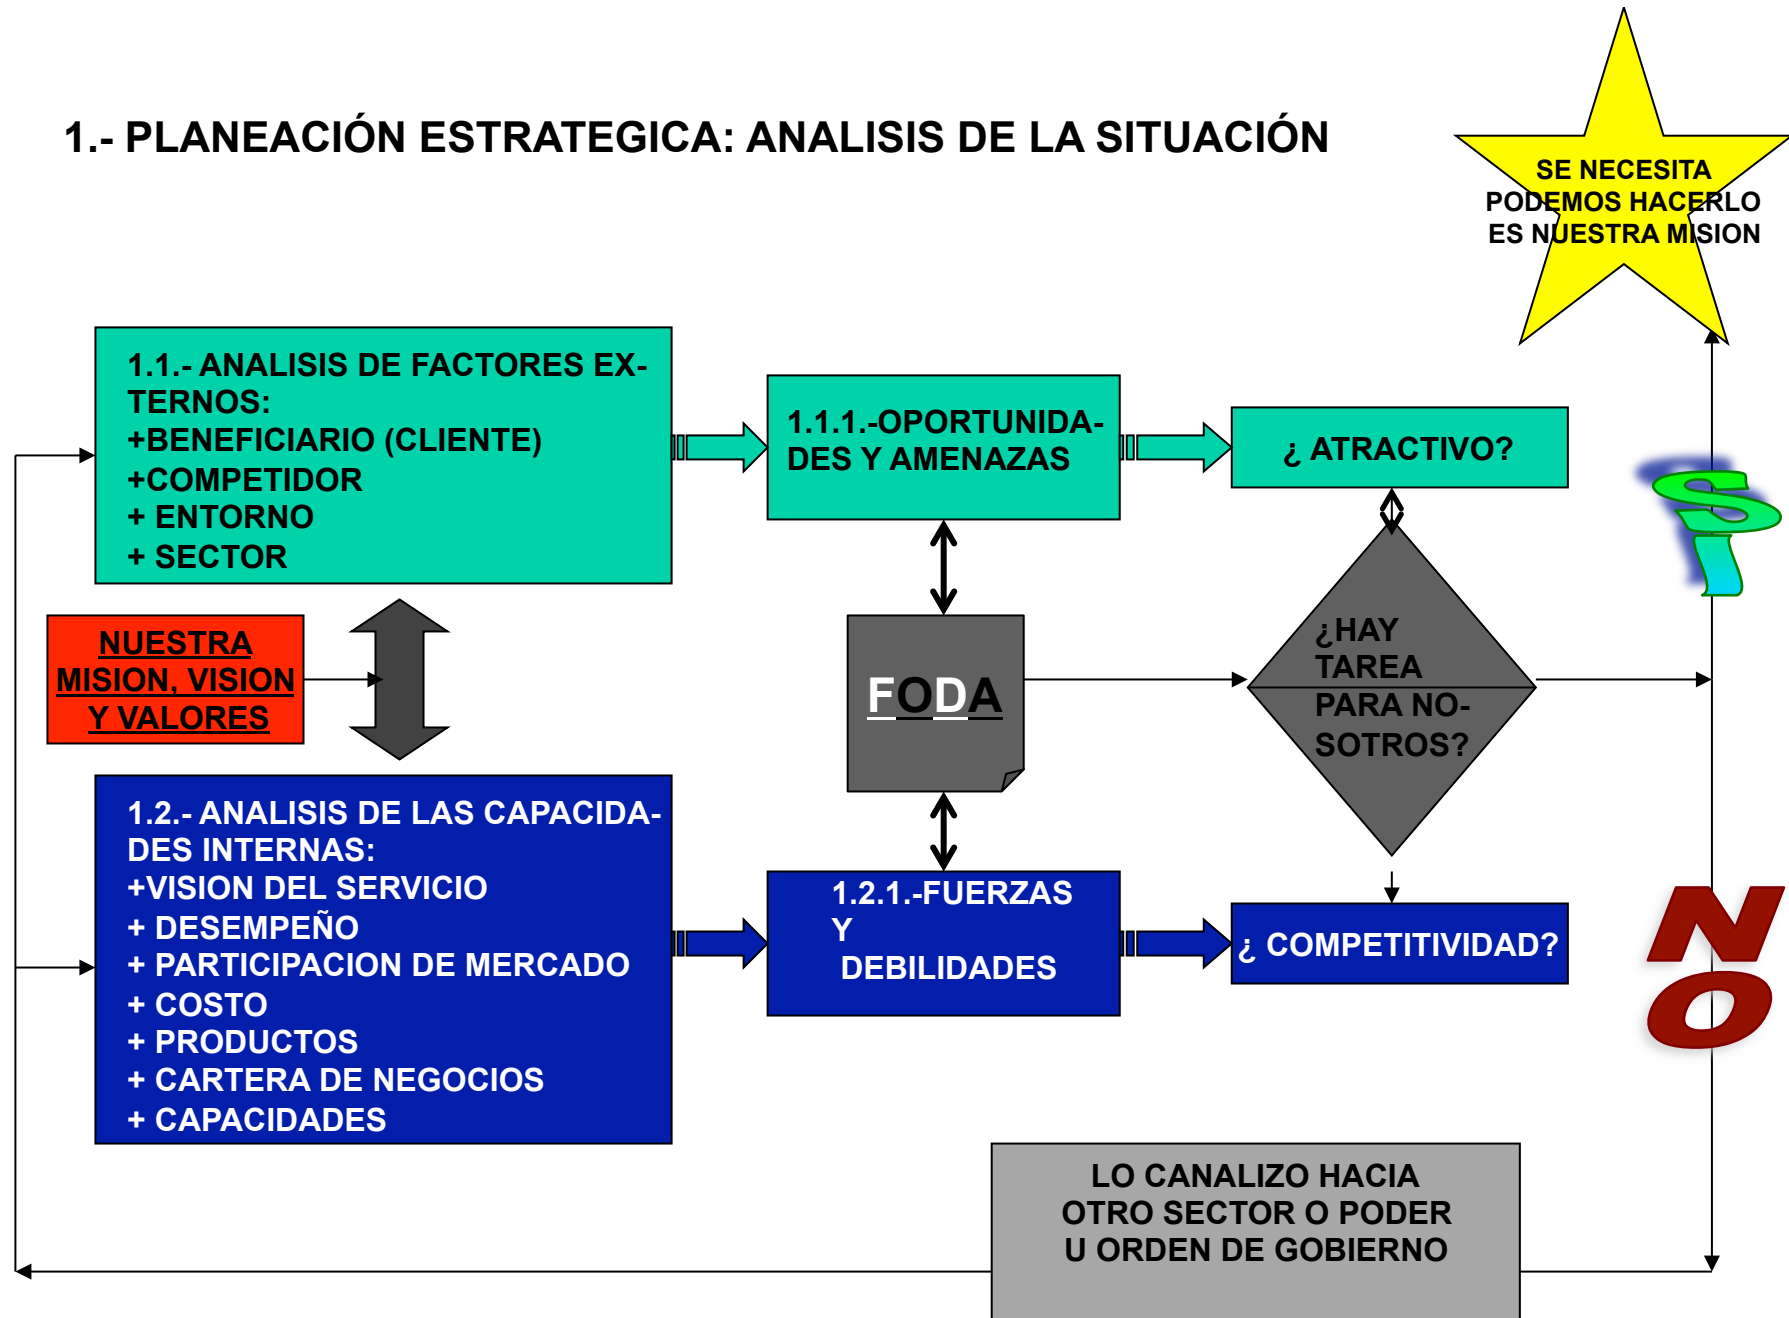 1.- PLANEACIÓN ESTRATEGICA: ANALISIS DE LA SITUACIÓN
SE NECESITA
PODEMOS HACERLO
ES NUESTRA MISION
1.1.- ANALISIS DE FACTORES EX-
TERNOS:
+BENEFICIARIO (CLIENTE)
+COMPETIDOR
+ ENTORNO
+ SECTOR
1.1.1.-OPORTUNIDA-
DES Y AMENAZAS
¿ ATRACTIVO?
SI
NUESTRA
MISION, VISION
Y VALORES
FODA
¿HAY
TAREA
PARA NO-
SOTROS?
1.2.- ANALISIS DE LAS CAPACIDA-
DES INTERNAS:
+VISION DEL SERVICIO
+ DESEMPEÑO
+ PARTICIPACION DE MERCADO
+ COSTO
+ PRODUCTOS
+ CARTERA DE NEGOCIOS
+ CAPACIDADES
1.2.1.-FUERZAS
Y
DEBILIDADES
¿ COMPETITIVIDAD?
NO
LO CANALIZO HACIA
OTRO SECTOR O PODER
U ORDEN DE GOBIERNO